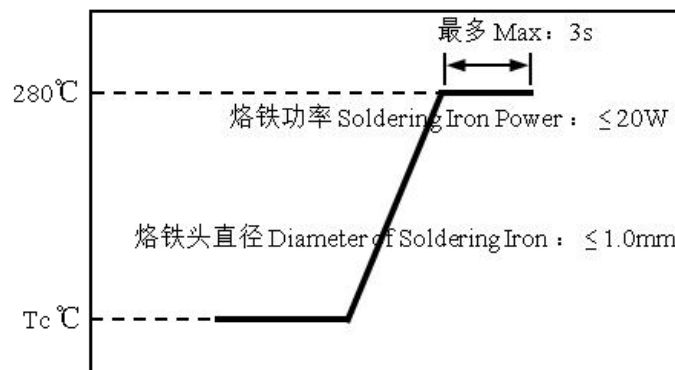 最多 Max：3s
280℃
烙铁功率 Soldering Iron Power：≤20W
烙铁头直径 Diameter of Soldering Iron：≤1.0mm
Tc ℃